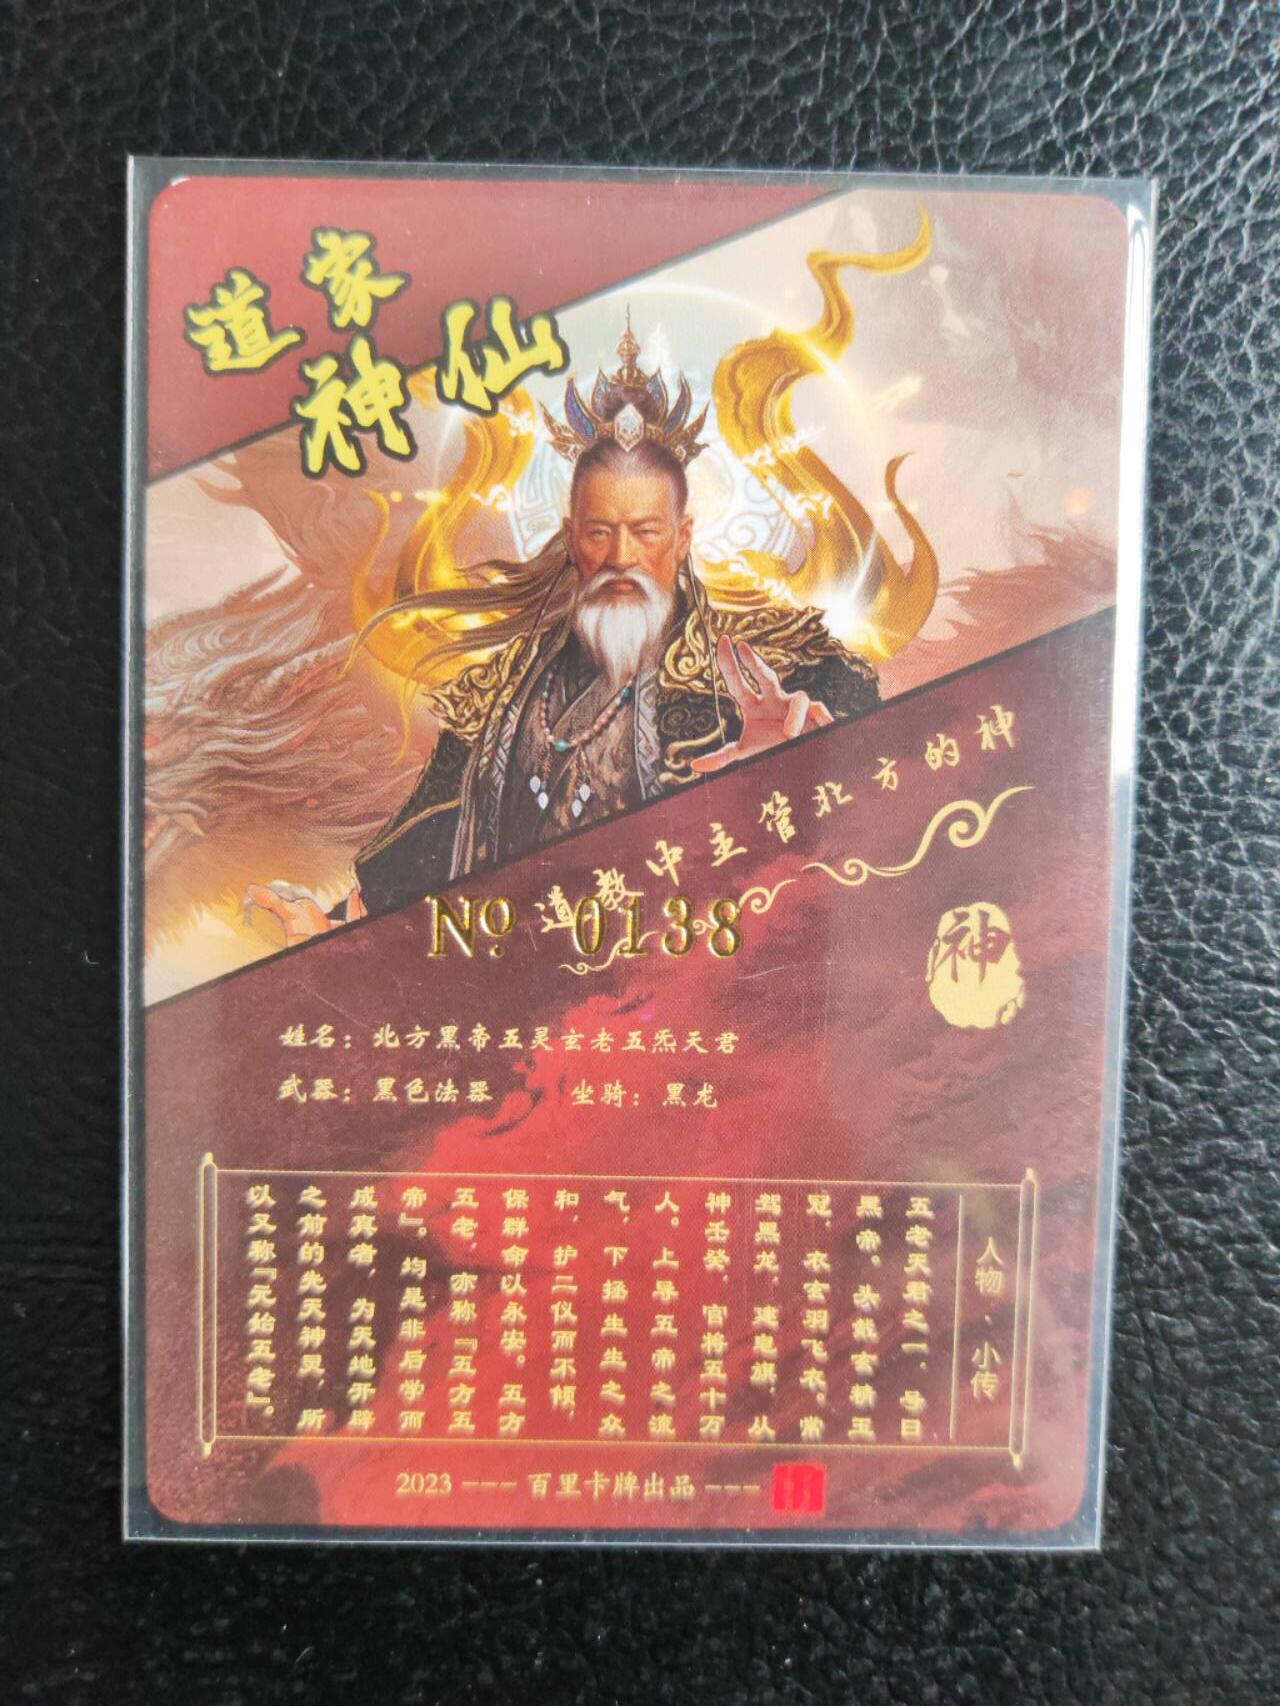 道家
神仙
道教中主管北方的神
№ 0138
神
姓名：北方黑帝五灵玄老五炁天君
武器：黑色法器 坐骑：黑龙
人物·小传
五老天君之一，号曰
黑帝。头戴玄精玉
冠，衣玄羽飞衣。常
驾黑龙，建皂旗，从
神壬癸，官将五十万
人。上导五帝之流
气，下拯生生之众
和，护二仪而不倾，
保群命以永安。五方
五老，亦称『五方五
帝』。均是非后学而
成真者，为天地开辟
之前的先天神灵，所
以又称『元始五老』。
2023 --- 百里卡牌出品 ---